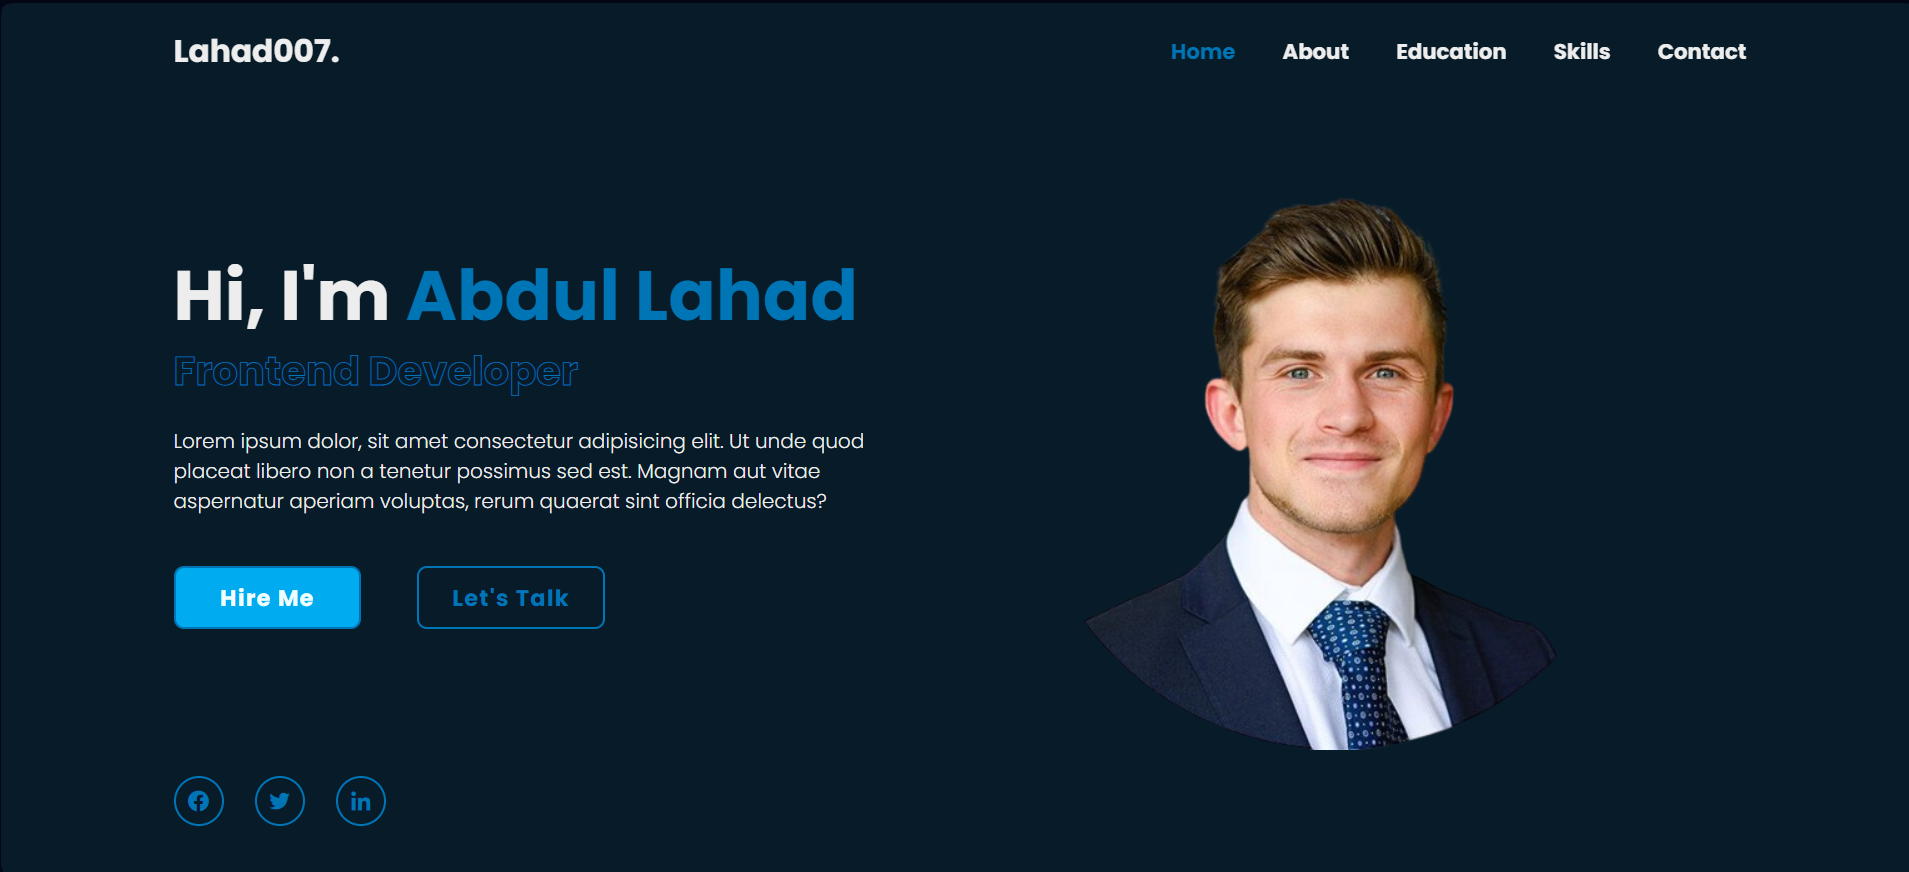 Lahad007.
Home About Education Skills Contact
Hi, I'm Abdul Lahad
Frontend Developer
Lorem ipsum dolor, sit amet consectetur adipisicing elit. Ut unde quod
placeat libero non a tenetur possimus sed est. Magnam aut vitae
aspernatur aperiam voluptas, rerum quaerat sint officia delectus?
Hire Me
Let's Talk
in